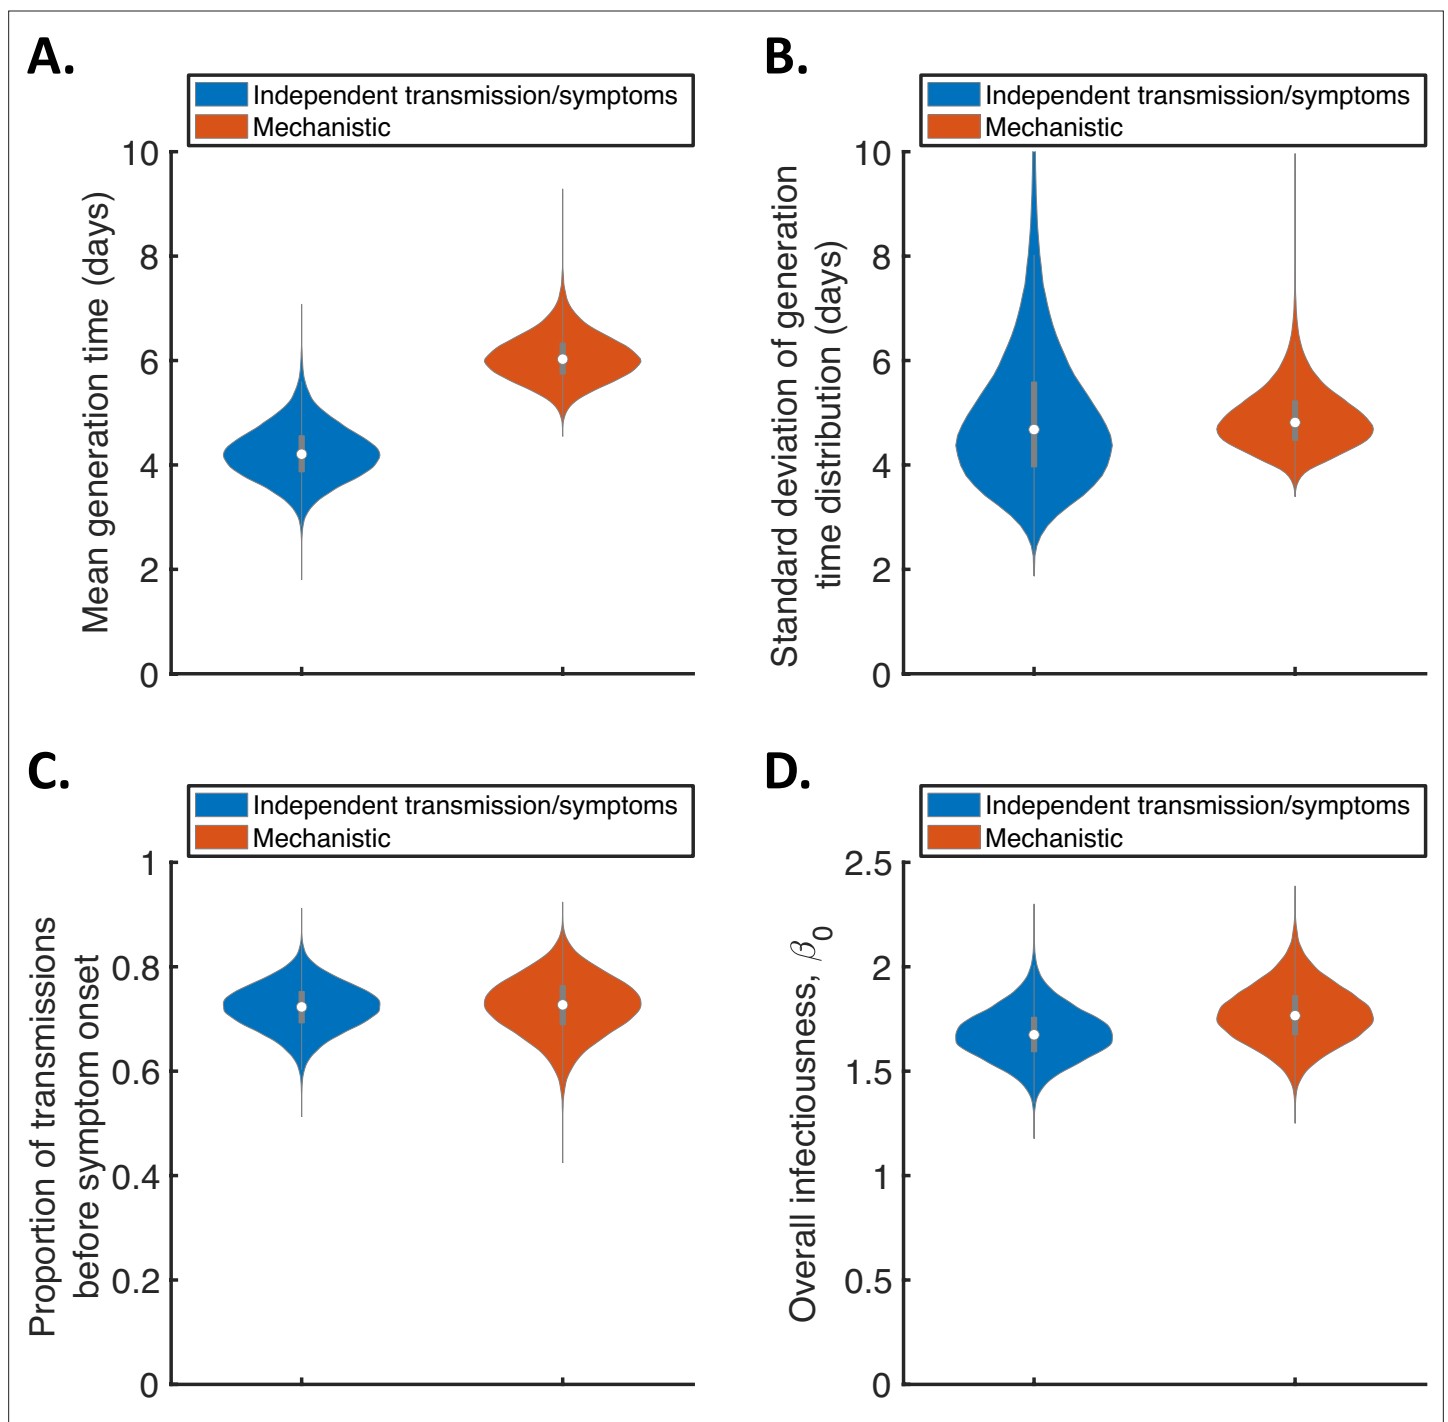 A.
Independent transmission/symptoms
Mechanistic
10
8
6
4
2
0
Mean generation time (days)
B.
Independent transmission/symptoms
Mechanistic
10
8
6
4
2
0
Standard deviation of generation
time distribution (days)
C.
Independent transmission/symptoms
Mechanistic
1
0.8
0.6
0.4
0.2
0
Proportion of transmissions
before symptom onset
D.
Independent transmission/symptoms
Mechanistic
2.5
2
1.5
1
0.5
0
Overall infectiousness, β0